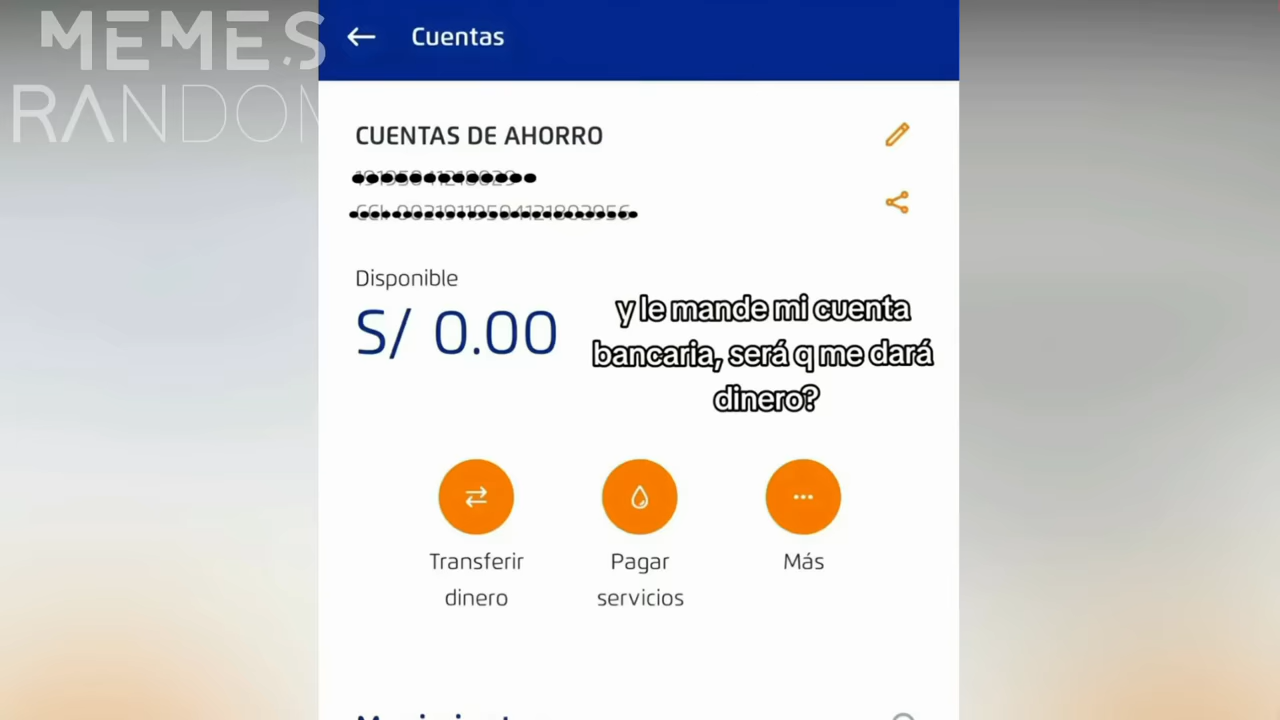 MEMES
RANDOM
Cuentas
CUENTAS DE AHORRO
Disponible
S/ 0.00
y le mande mi cuenta
bancaria, será q me dará
dinero?
Transferir
dinero
Pagar
servicios
Más